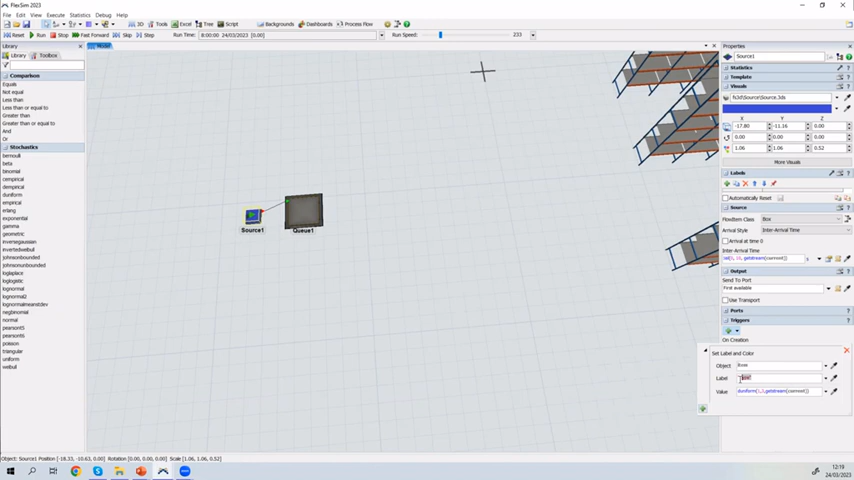 FlexSim 2023
File Edit View Execute Statistics Debug Help
3D Tools Excel Tree Script Backgrounds Dashboards Process Flow
Reset Run Stop Fast Forward Skip Step Run Time: 8:00:00 24/03/2023 [0.00] Run Speed: 233
Library
Library Toolbox
Comparison
Equals
Not equal
Less than
Less than or equal to
Greater than
Greater than or equal to
And
Or
Stochastics
bernoulli
beta
binomial
cempirical
dempirical
duniform
empirical
erlang
exponential
gamma
geometric
hyperexponential
inversegaussian
invertedweibull
johnsonbounded
johnsonunbounded
loglaplace
loglogistic
lognormal
lognormal2
lognormalmeanstdev
negbinomial
normal
pearsont5
pearsont6
poisson
triangular
uniform
weibull
Model
Source1
Queue1
Properties
Source1
Statistics
Template
Visuals
fs3d\Source\Source.3ds
X Y Z
-17.80 -11.16 0.00
0.00 0.00 0.00
1.06 1.06 0.52
More Visuals
Labels
Automatically Reset
Source
FlowItem Class Box
Arrival Style Inter-Arrival Time
Arrival at time 0
Inter-Arrival Time
10, getstream(current))
Output
Send To Port
First available
Use Transport
Ports
Triggers
On Creation
Set Label and Color
Object
Label
Value duniform(1,3,getstream(current))
Object: Source1 Position [-18.33, -10.63, 0.00] Rotation [0.00, 0.00, 0.00] Scale [1.06, 1.06, 0.52]
12:19
24/03/2023